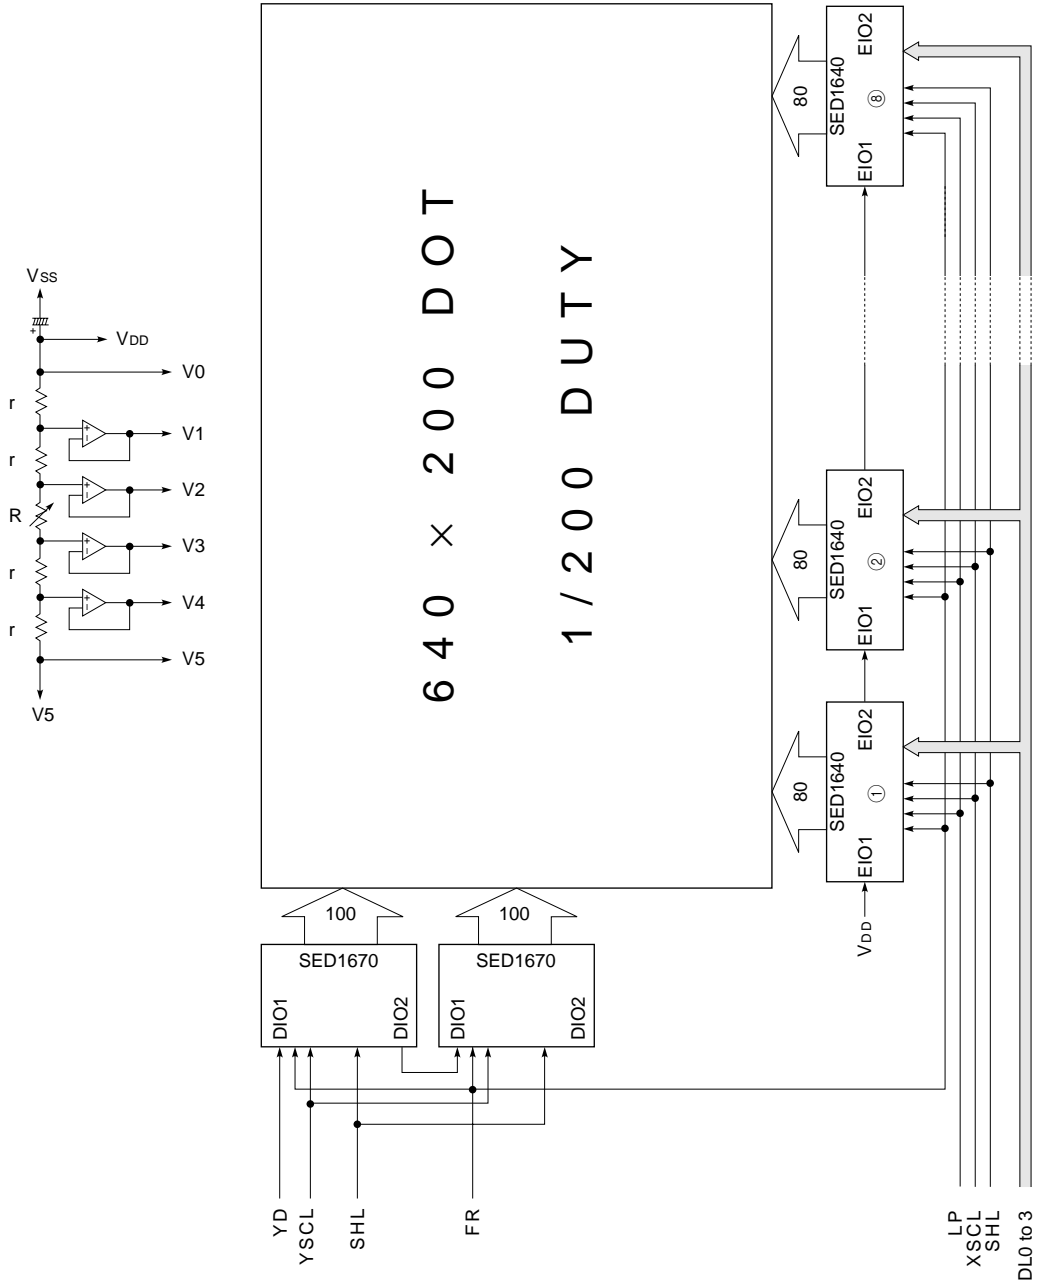 VSS
VDD
V0
r
V1
r
V2
R
V3
r
V4
r
V5
V5
640 × 200 DOT
1/200 DUTY
80
SED1640
EIO1
⑧
EIO2
80
SED1640
EIO1
②
EIO2
80
SED1640
EIO1
①
EIO2
VDD
100
SED1670
DIO1
DIO2
100
SED1670
DIO1
DIO2
YD
YSCL
SHL
FR
LP
XSCL
SHL
DL0 to 3